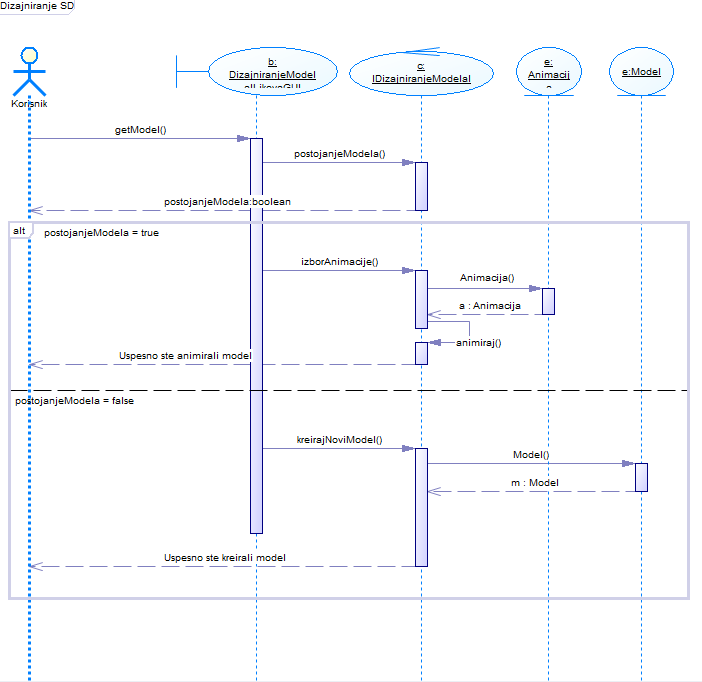 Dizajniranje SD
Korisnik
b:
DizajniranjeModel
c:
IDizajniranjeModelaI
e:
Animacij
e:Model
getModel()
postojanjeModela()
postojanjeModela:boolean
alt
postojanjeModela = true
izborAnimacije()
Animacija()
a : Animacija
animiraj()
Uspesno ste animirali model
postojanjeModela = false
kreirajNoviModel()
Model()
m : Model
Uspesno ste kreirali model